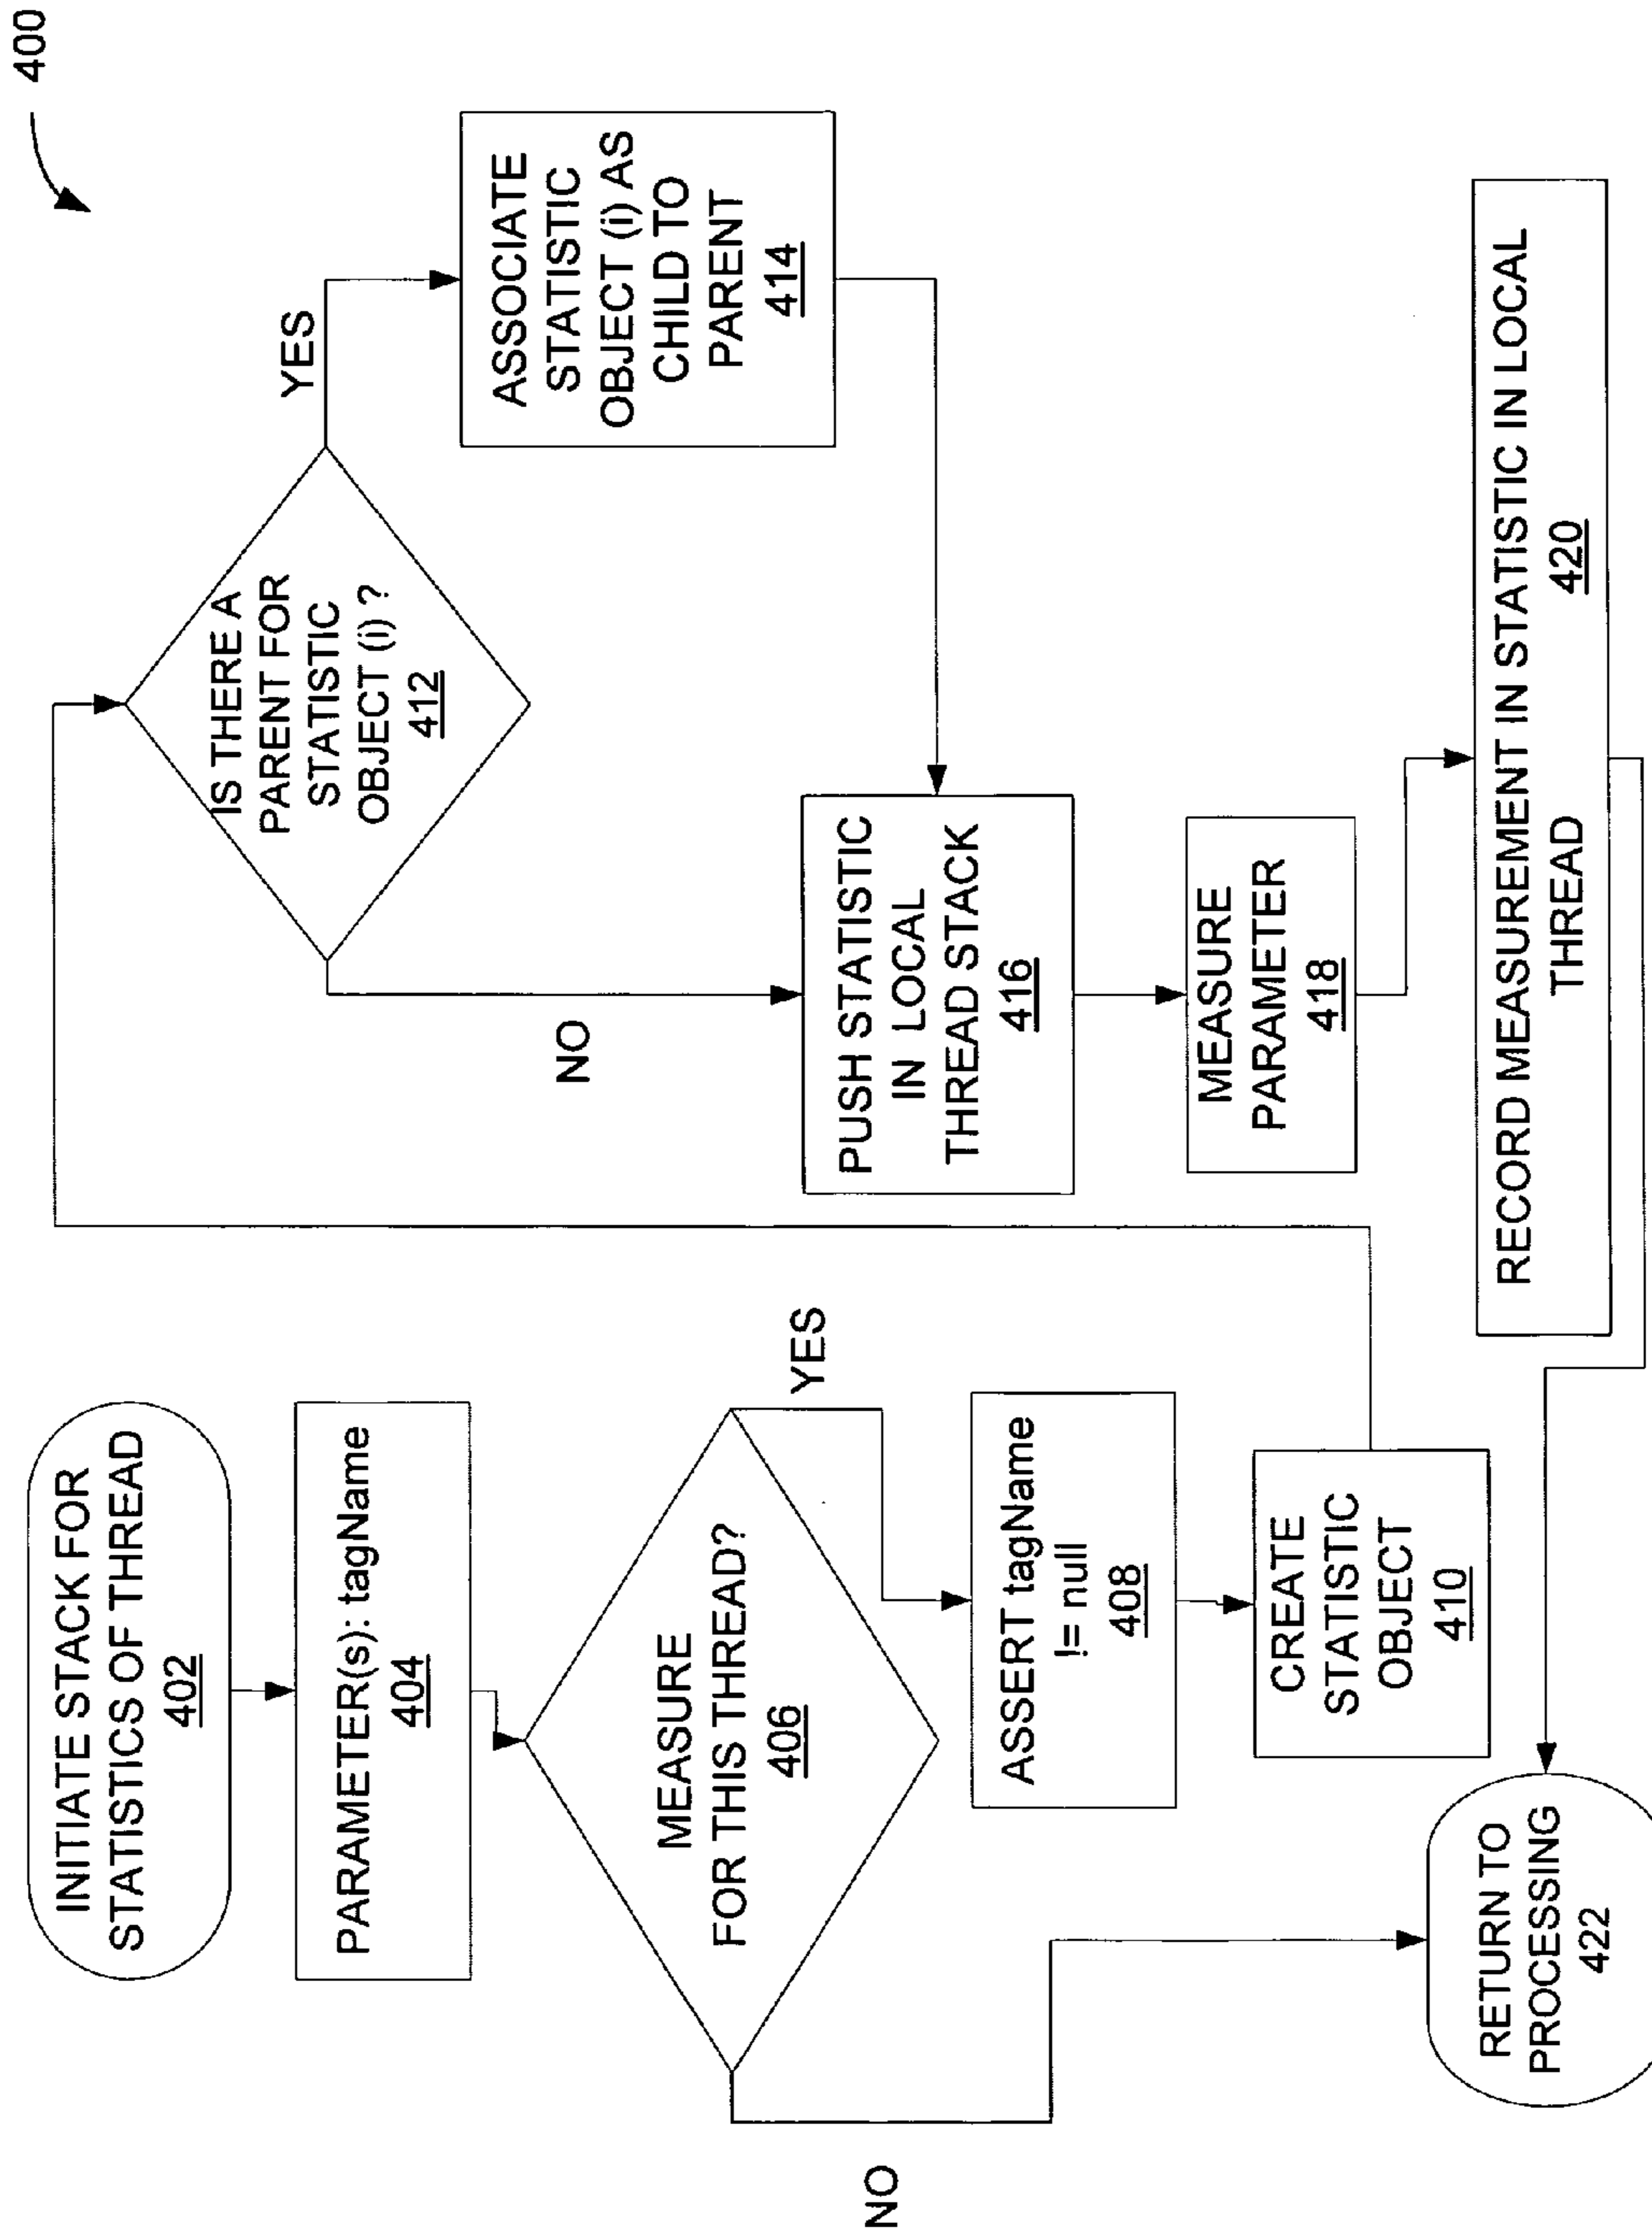 400
INITIATE STACK FOR
STATISTICS OF THREAD
402
PARAMETER(s): tagName
404
MEASURE
FOR THIS THREAD?
406
YES
NO
ASSERT tagName
!= null
408
CREATE
STATISTIC
OBJECT
410
IS THERE A
PARENT FOR
STATISTIC
OBJECT (i) ?
412
YES
NO
ASSOCIATE
STATISTIC
OBJECT (i) AS
CHILD TO
PARENT
414
PUSH STATISTIC
IN LOCAL
THREAD STACK
416
MEASURE
PARAMETER
418
RECORD MEASUREMENT IN STATISTIC IN LOCAL
THREAD
420
RETURN TO
PROCESSING
422